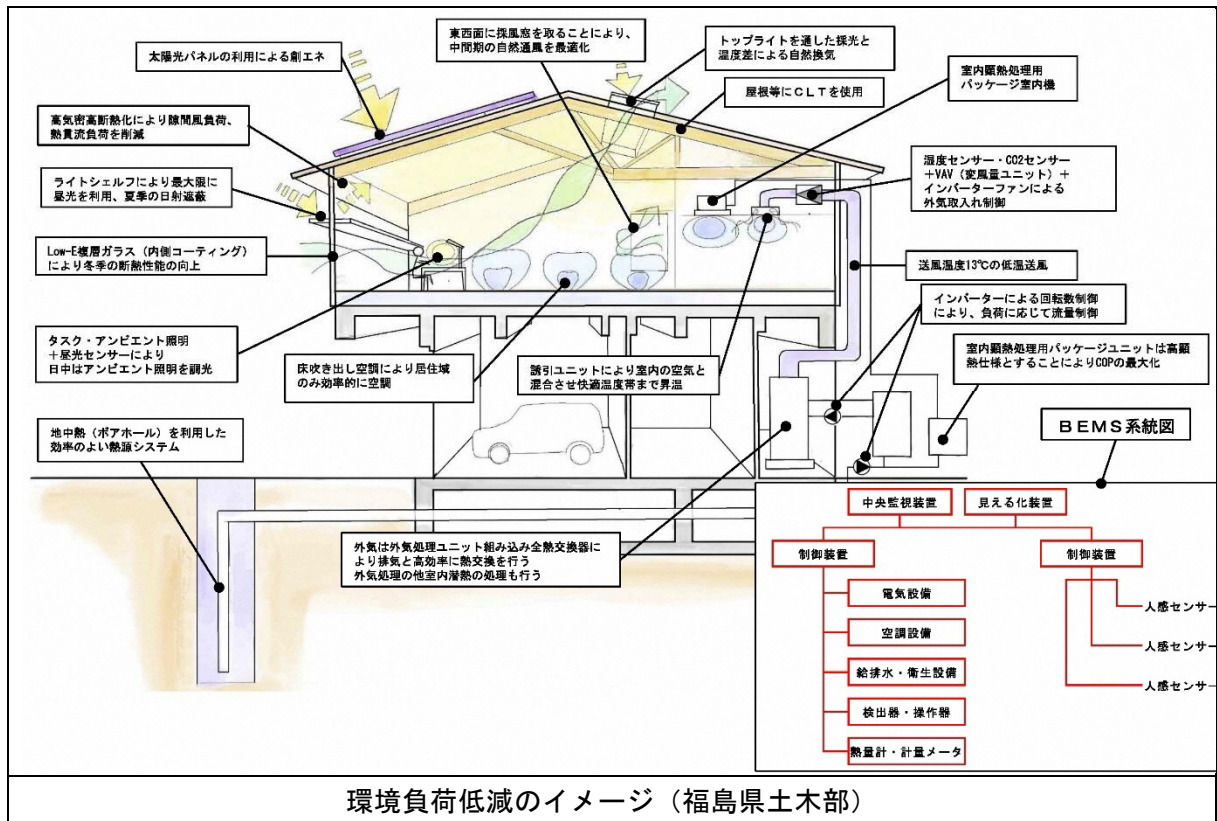 東西面に採風窓を取ることにより、
中間期の自然通風を最適化
トップライトを通した採光と
温度差による自然換気
太陽光パネルの利用による創エネ
室内顕熱処理用
パッケージ室内機
屋根等にCLTを使用
高気密高断熱化により隙間風負荷、
熱貫流負荷を削減
湿度センサー・CO2センサー
+VAV(変風量ユニット)+
インバーターファンによる
外気取入れ制御
ライトシェルフにより最大限に
昼光を利用、夏季の日射遮蔽
Low-E複層ガラス(内側コーティング)
により冬季の断熱性能の向上
送風温度13℃の低温送風
インバーターによる回転数制御
により、負荷に応じて流量制御
タスク・アンビエント照明
+昼光センサーにより
日中はアンビエント照明を調光
床吹き出し空調により居住域
のみ効率的に空調
誘引ユニットにより室内の空気と
混合させ快適温度帯まで昇温
室内顕熱処理用パッケージユニットは高顕
熱仕様とすることによりCOPの最大化
地中熱(ボアホール)を利用した
効率のよい熱源システム
外気は外気処理ユニット組み込み全熱交換器に
より排気と高効率に熱交換を行う
外気処理の他室内潜熱の処理も行う
BEMS系統図
中央監視装置
見える化装置
制御装置
制御装置
電気設備
空調設備
給排水・衛生設備
検出器・操作器
熱量計・計量メータ
人感センサー
人感センサー
人感センサー
環境負荷低減のイメージ(福島県土木部)